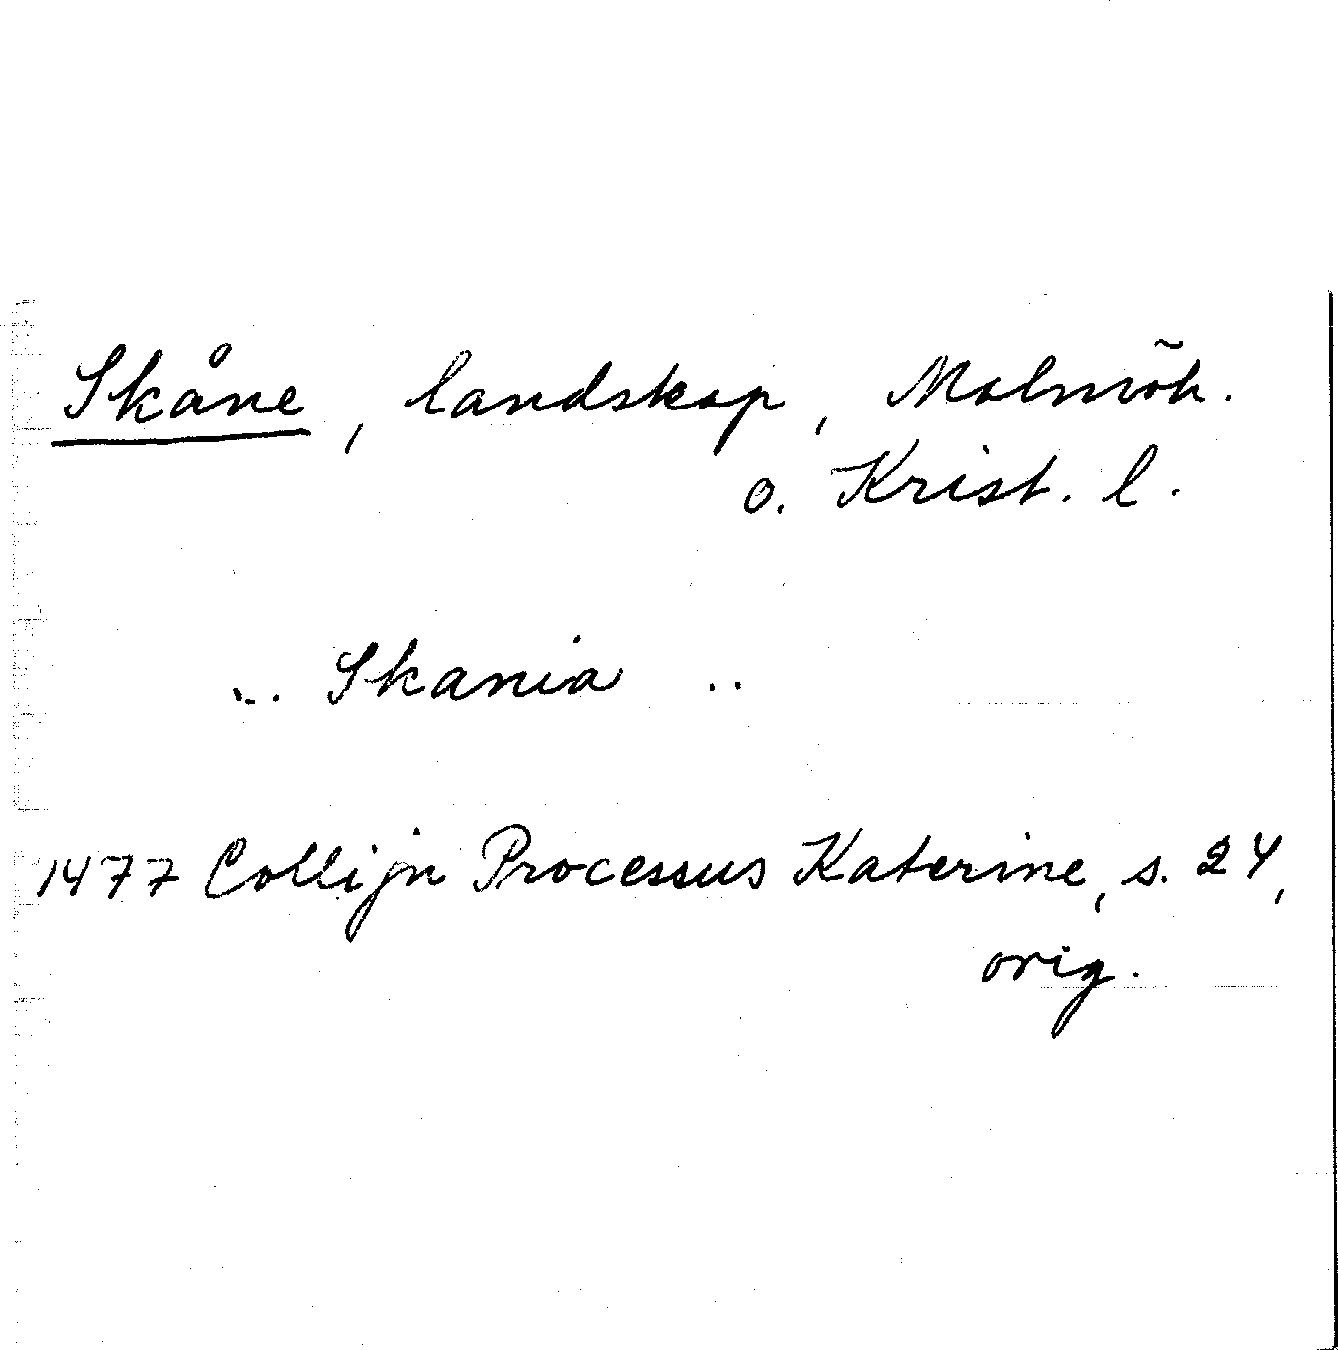 Skåne, landskap, Malmöh.
o. Krist. l.
... Skania ..
1477 Collijn Processus Katerine, s. 24,
orig.